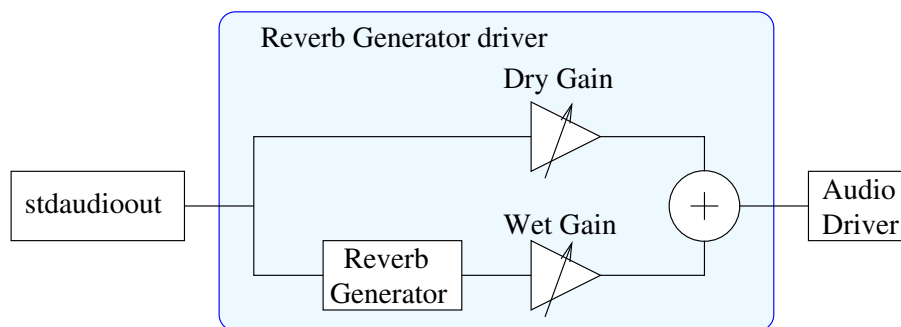 Reverb Generator driver
Dry Gain
stdaudioout
Audio
Driver
Wet Gain
Reverb
Generator